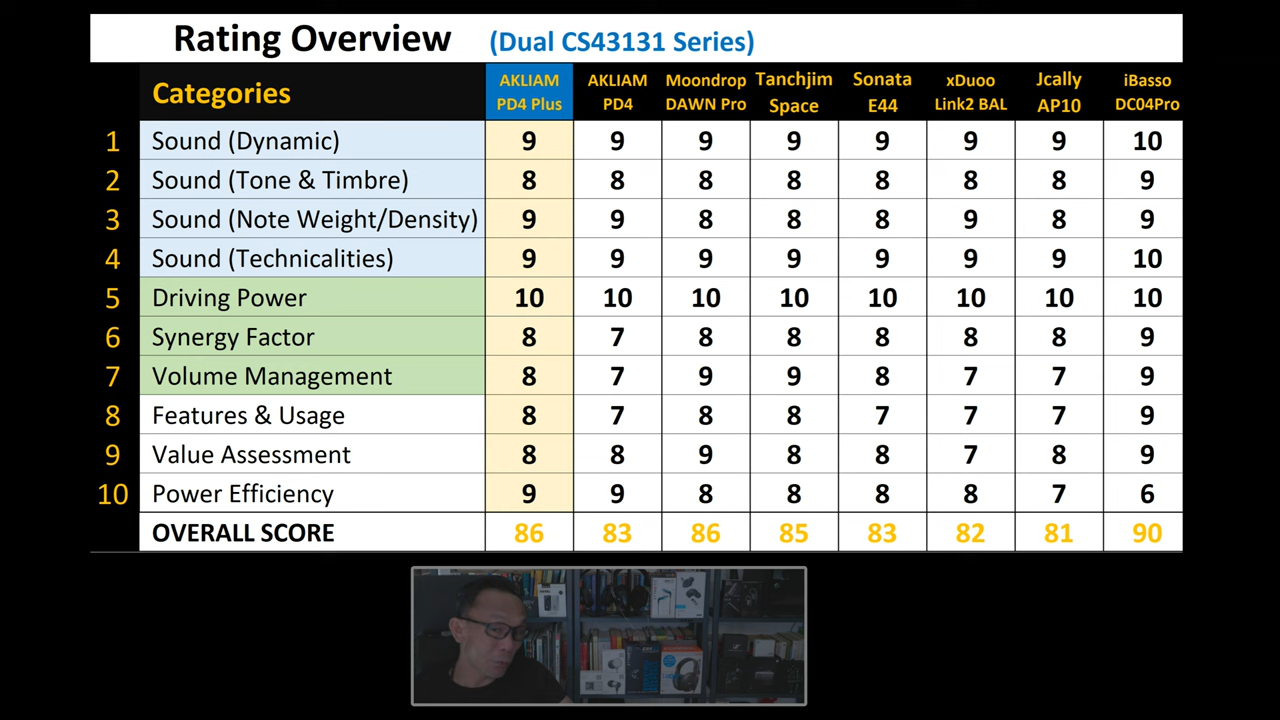 Rating Overview (Dual CS43131 Series)
Categories AKLIAM PD4 Plus AKLIAM PD4 Moondrop DAWN Pro Tanchjim Space Sonata E44 xDuoo Link2 BAL Jcally AP10 iBasso DC04Pro
1 Sound (Dynamic) 9 9 9 9 9 9 9 10
2 Sound (Tone & Timbre) 8 8 8 8 8 8 8 9
3 Sound (Note Weight/Density) 9 9 8 8 8 9 8 9
4 Sound (Technicalities) 9 9 9 9 9 9 9 10
5 Driving Power 10 10 10 10 10 10 10 10
6 Synergy Factor 8 7 8 8 8 8 8 9
7 Volume Management 8 7 9 9 8 7 7 9
8 Features & Usage 8 7 8 8 7 7 7 9
9 Value Assessment 8 8 9 8 8 7 8 9
10 Power Efficiency 9 9 8 8 8 8 7 6
OVERALL SCORE 86 83 86 85 83 82 81 90